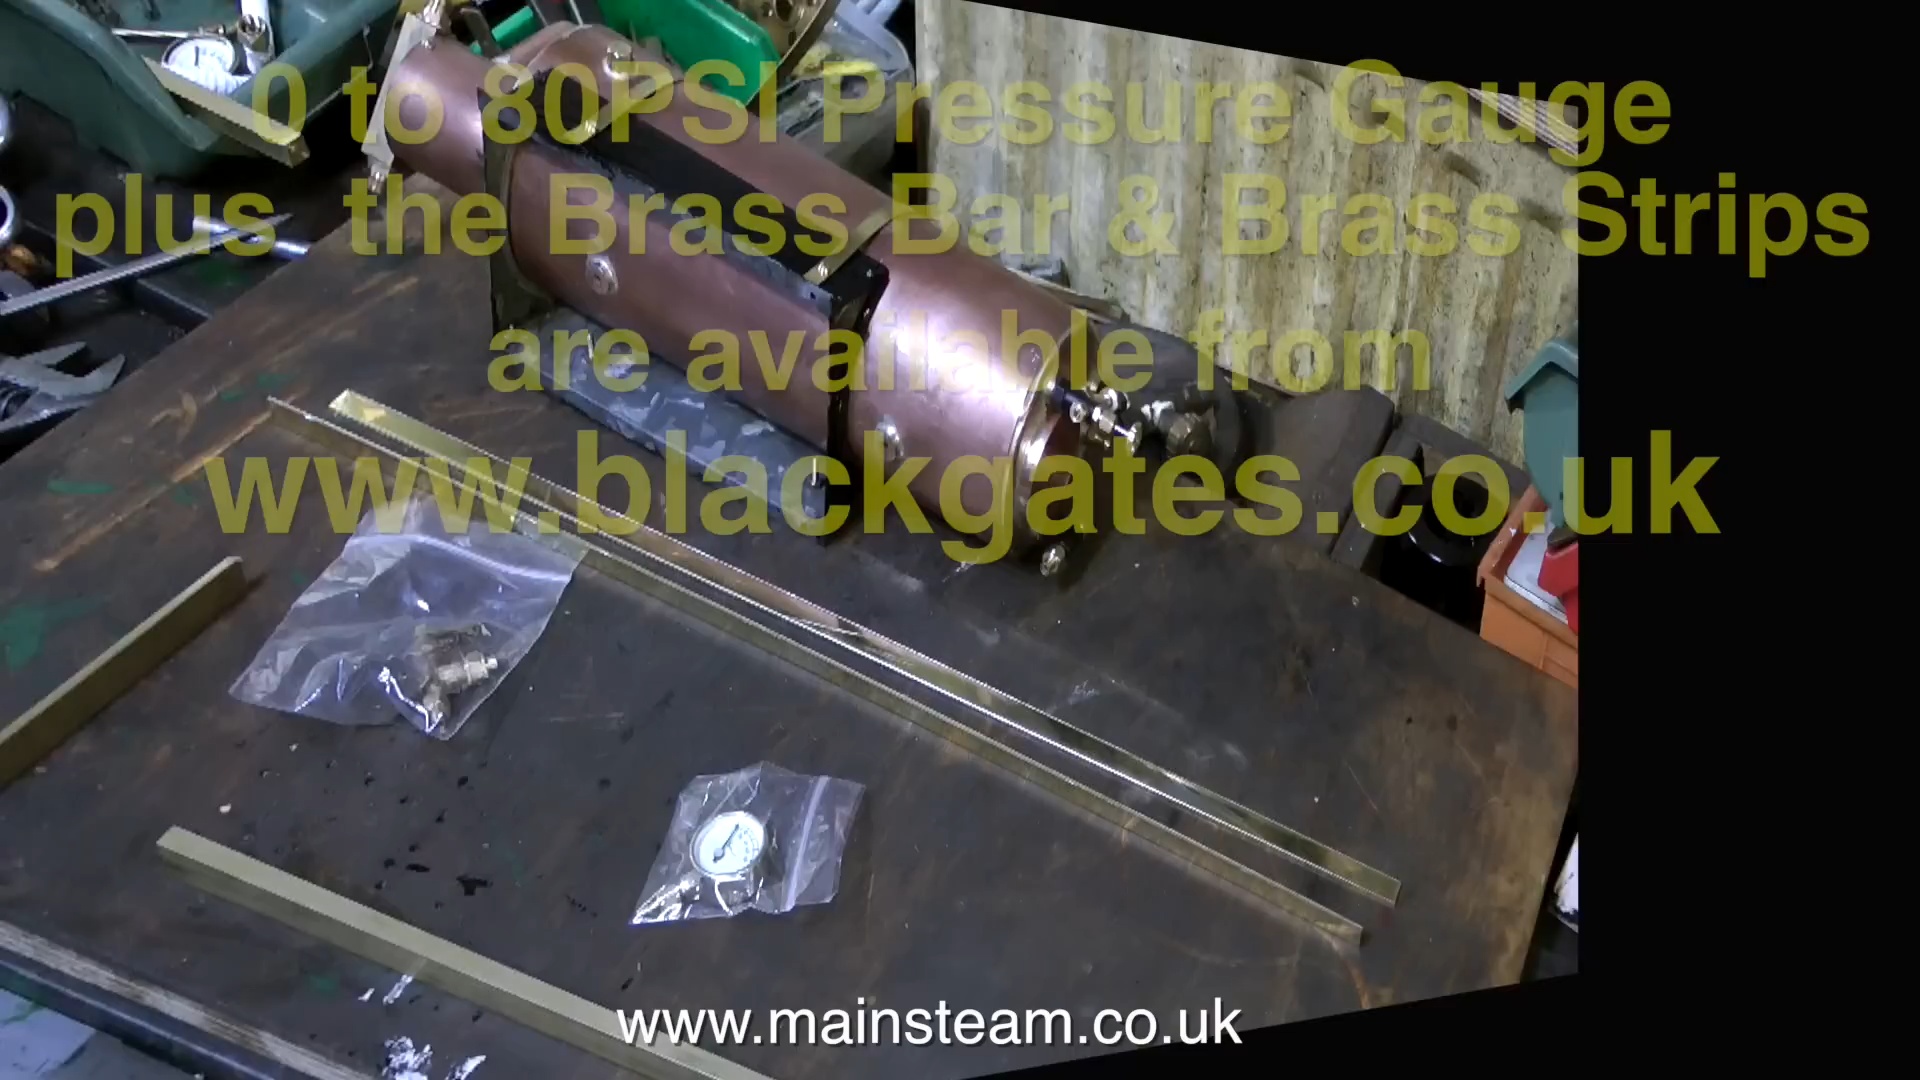 0 to 80PSI Pressure Gauge
plus the Brass Bar & Brass Strips
are available from
www.blackgates.co.uk
www.mainsteam.co.uk